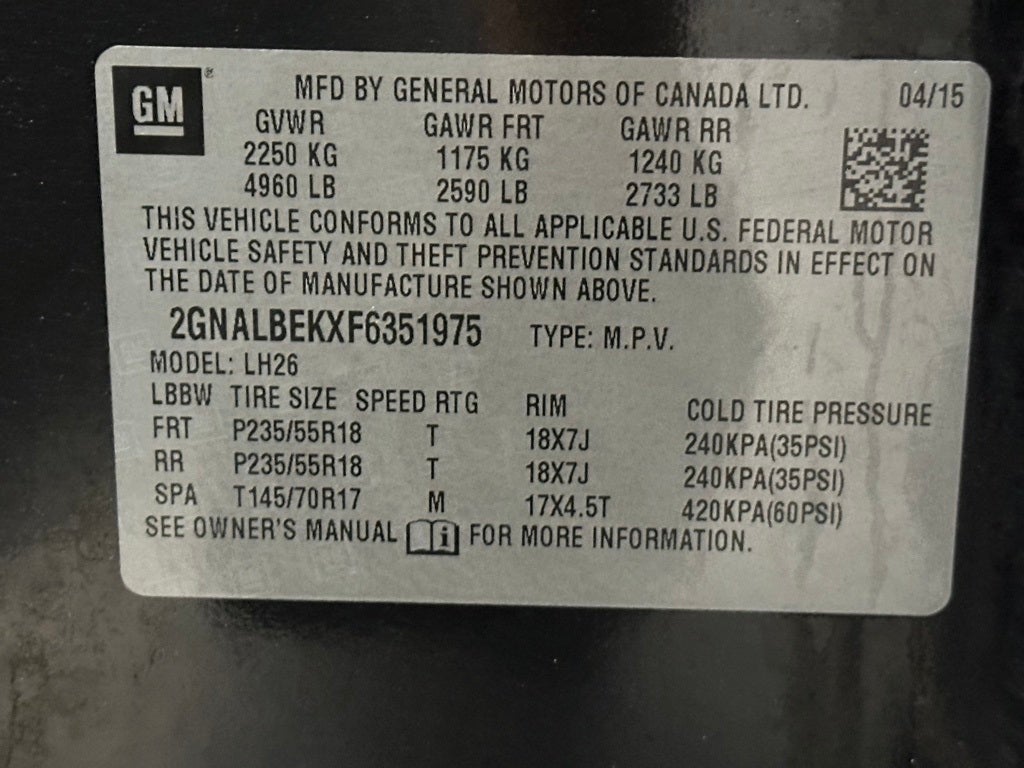 GM®
MFD BY GENERAL MOTORS OF CANADA LTD. 04/15
GVWR GAWR FRT GAWR RR
2250 KG 1175 KG 1240 KG
4960 LB 2590 LB 2733 LB
THIS VEHICLE CONFORMS TO ALL APPLICABLE U.S. FEDERAL MOTOR
VEHICLE SAFETY AND THEFT PREVENTION STANDARDS IN EFFECT ON
THE DATE OF MANUFACTURE SHOWN ABOVE.
2GNALBEKXF6351975 TYPE: M.P.V.
MODEL: LH26
LBBW TIRE SIZE SPEED RTG RIM COLD TIRE PRESSURE
FRT P235/55R18 T 18X7J 240KPA(35PSI)
RR P235/55R18 T 18X7J 240KPA(35PSI)
SPA T145/70R17 M 17X4.5T 420KPA(60PSI)
SEE OWNER'S MANUAL i FOR MORE INFORMATION.